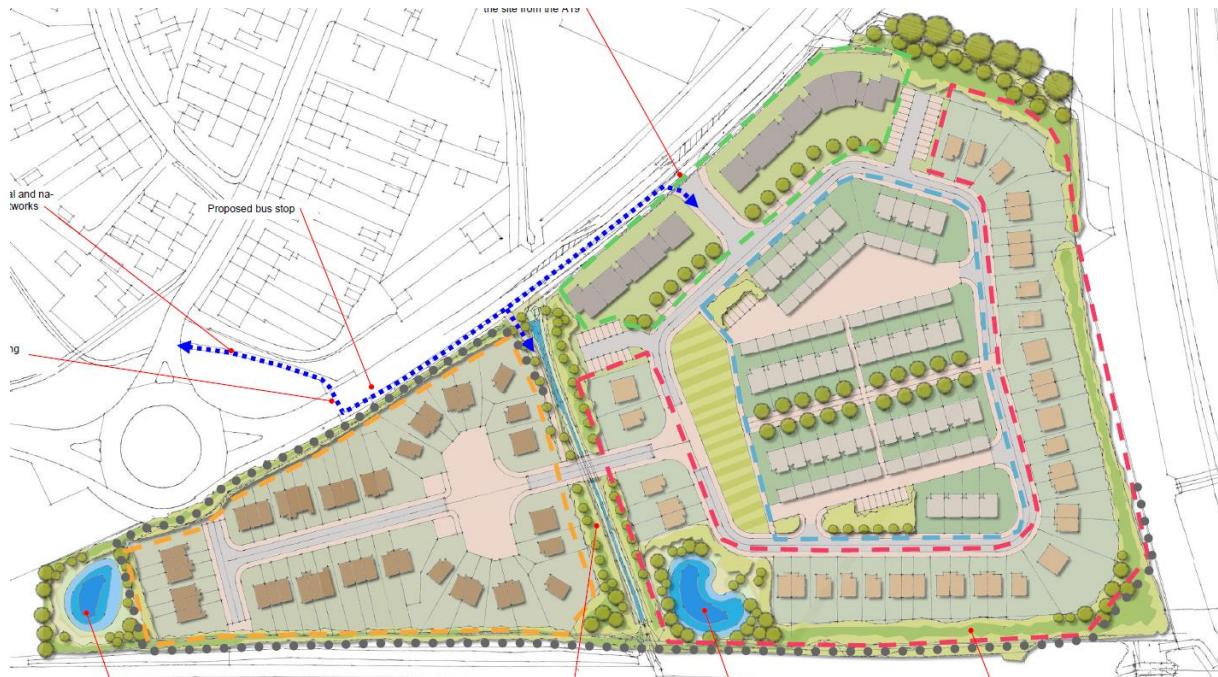 the site from the A19
al and na-
tworks
Proposed bus stop
ng